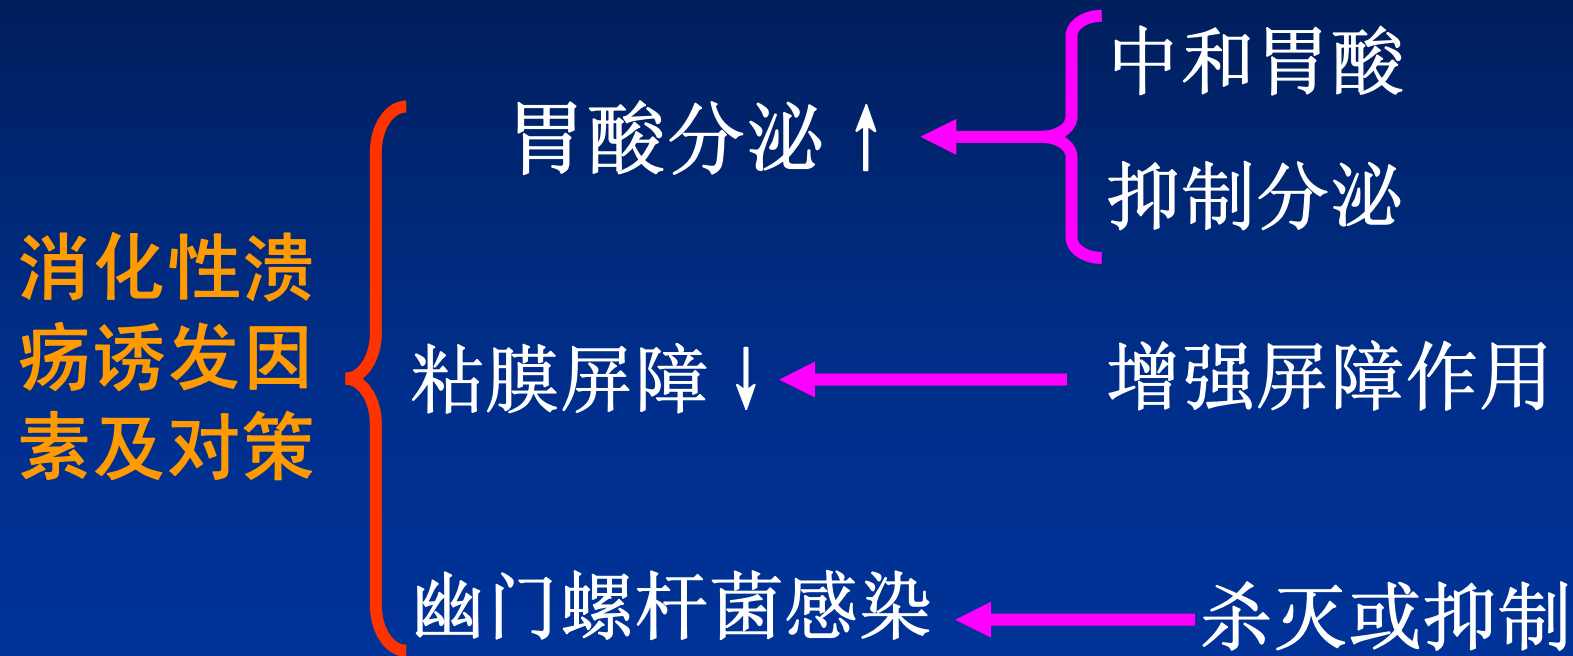 消化性溃
疡诱发因
素及对策
胃酸分泌↑
中和胃酸
抑制分泌
粘膜屏障↓
增强屏障作用
幽门螺杆菌感染
杀灭或抑制